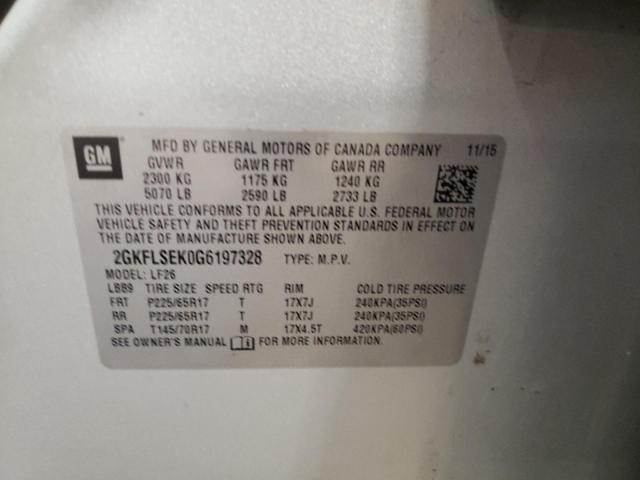 GM
MFD BY GENERAL MOTORS OF CANADA COMPANY 11/15
GVWR GAWR FRT GAWR RR
2300 KG 1175 KG 1240 KG
5070 LB 2590 LB 2733 LB
THIS VEHICLE CONFORMS TO ALL APPLICABLE U.S. FEDERAL MOTOR
VEHICLE SAFETY AND THEFT PREVENTION STANDARDS IN EFFECT ON
THE DATE OF MANUFACTURE SHOWN ABOVE.
2GKFLSEK0G6197328 TYPE: M.P.V.
MODEL: LF26
LBB9 TIRE SIZE SPEED RTG RIM COLD TIRE PRESSURE
FRT P225/65R17 T 17X7J 240KPA(35PSI)
RR P225/65R17 T 17X7J 240KPA(35PSI)
SPA T145/70R17 M 17X4.5T 420KPA(60PSI)
SEE OWNER'S MANUAL FOR MORE INFORMATION.